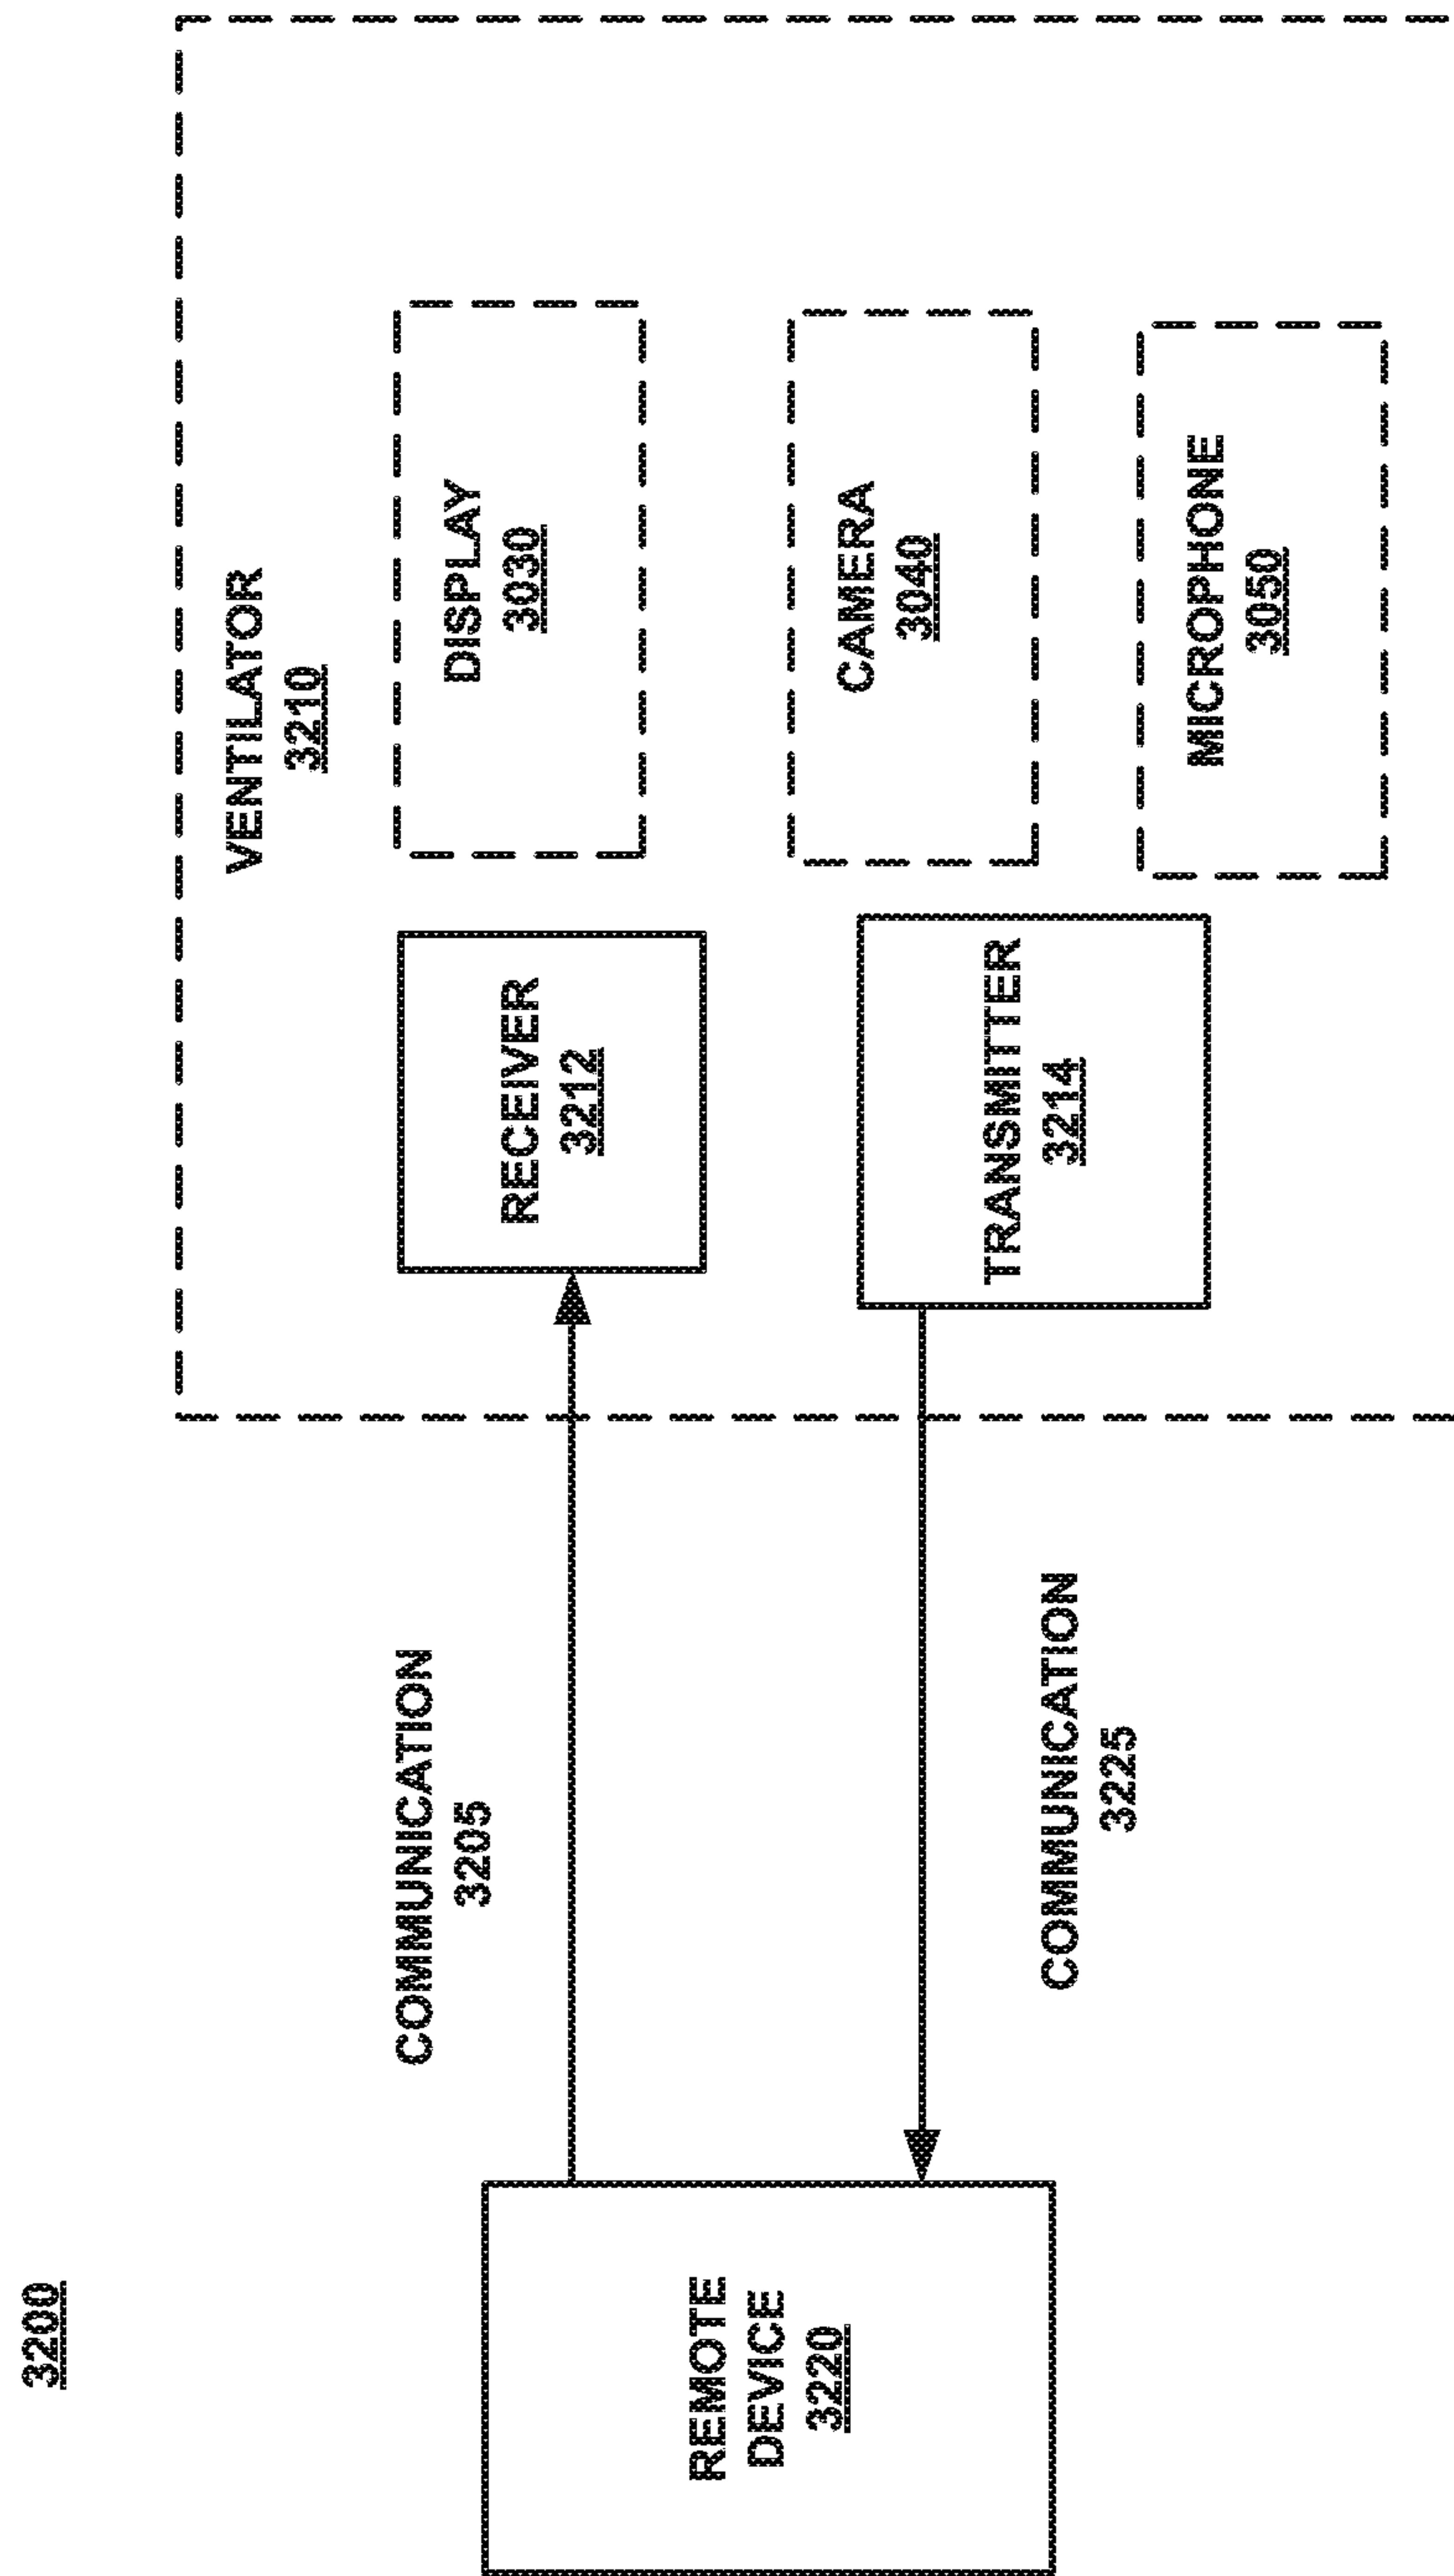 3200
VENTILATOR
3210
REMOTE
DEVICE
3220
COMMUNICATION
3205
RECEIVER
3212
DISPLAY
3030
COMMUNICATION
3225
TRANSMITTER
3214
CAMERA
3040
MICROPHONE
3050